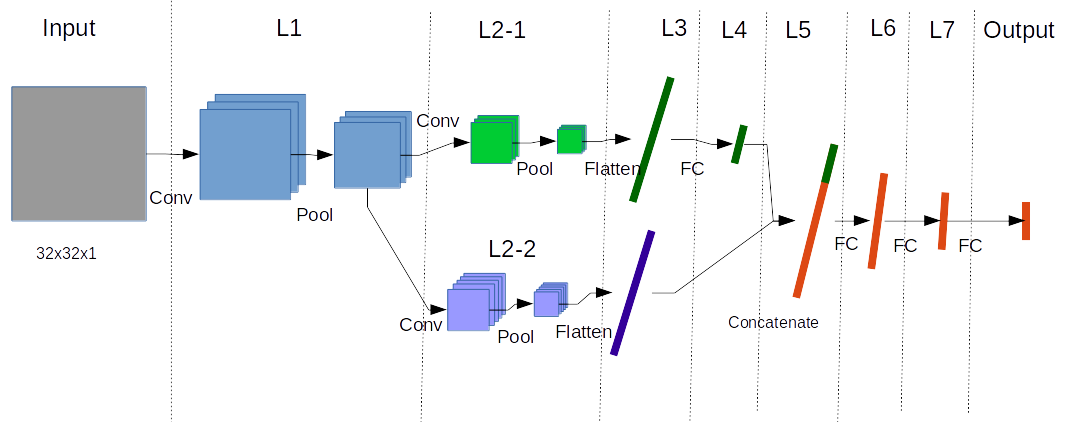 Input
L1
L2-1
L3
L4
L5
L6
L7
Output
Conv
Pool
Conv
Pool
Flatten
FC
32x32x1
L2-2
Conv
Pool
Flatten
Concatenate
FC
FC
FC